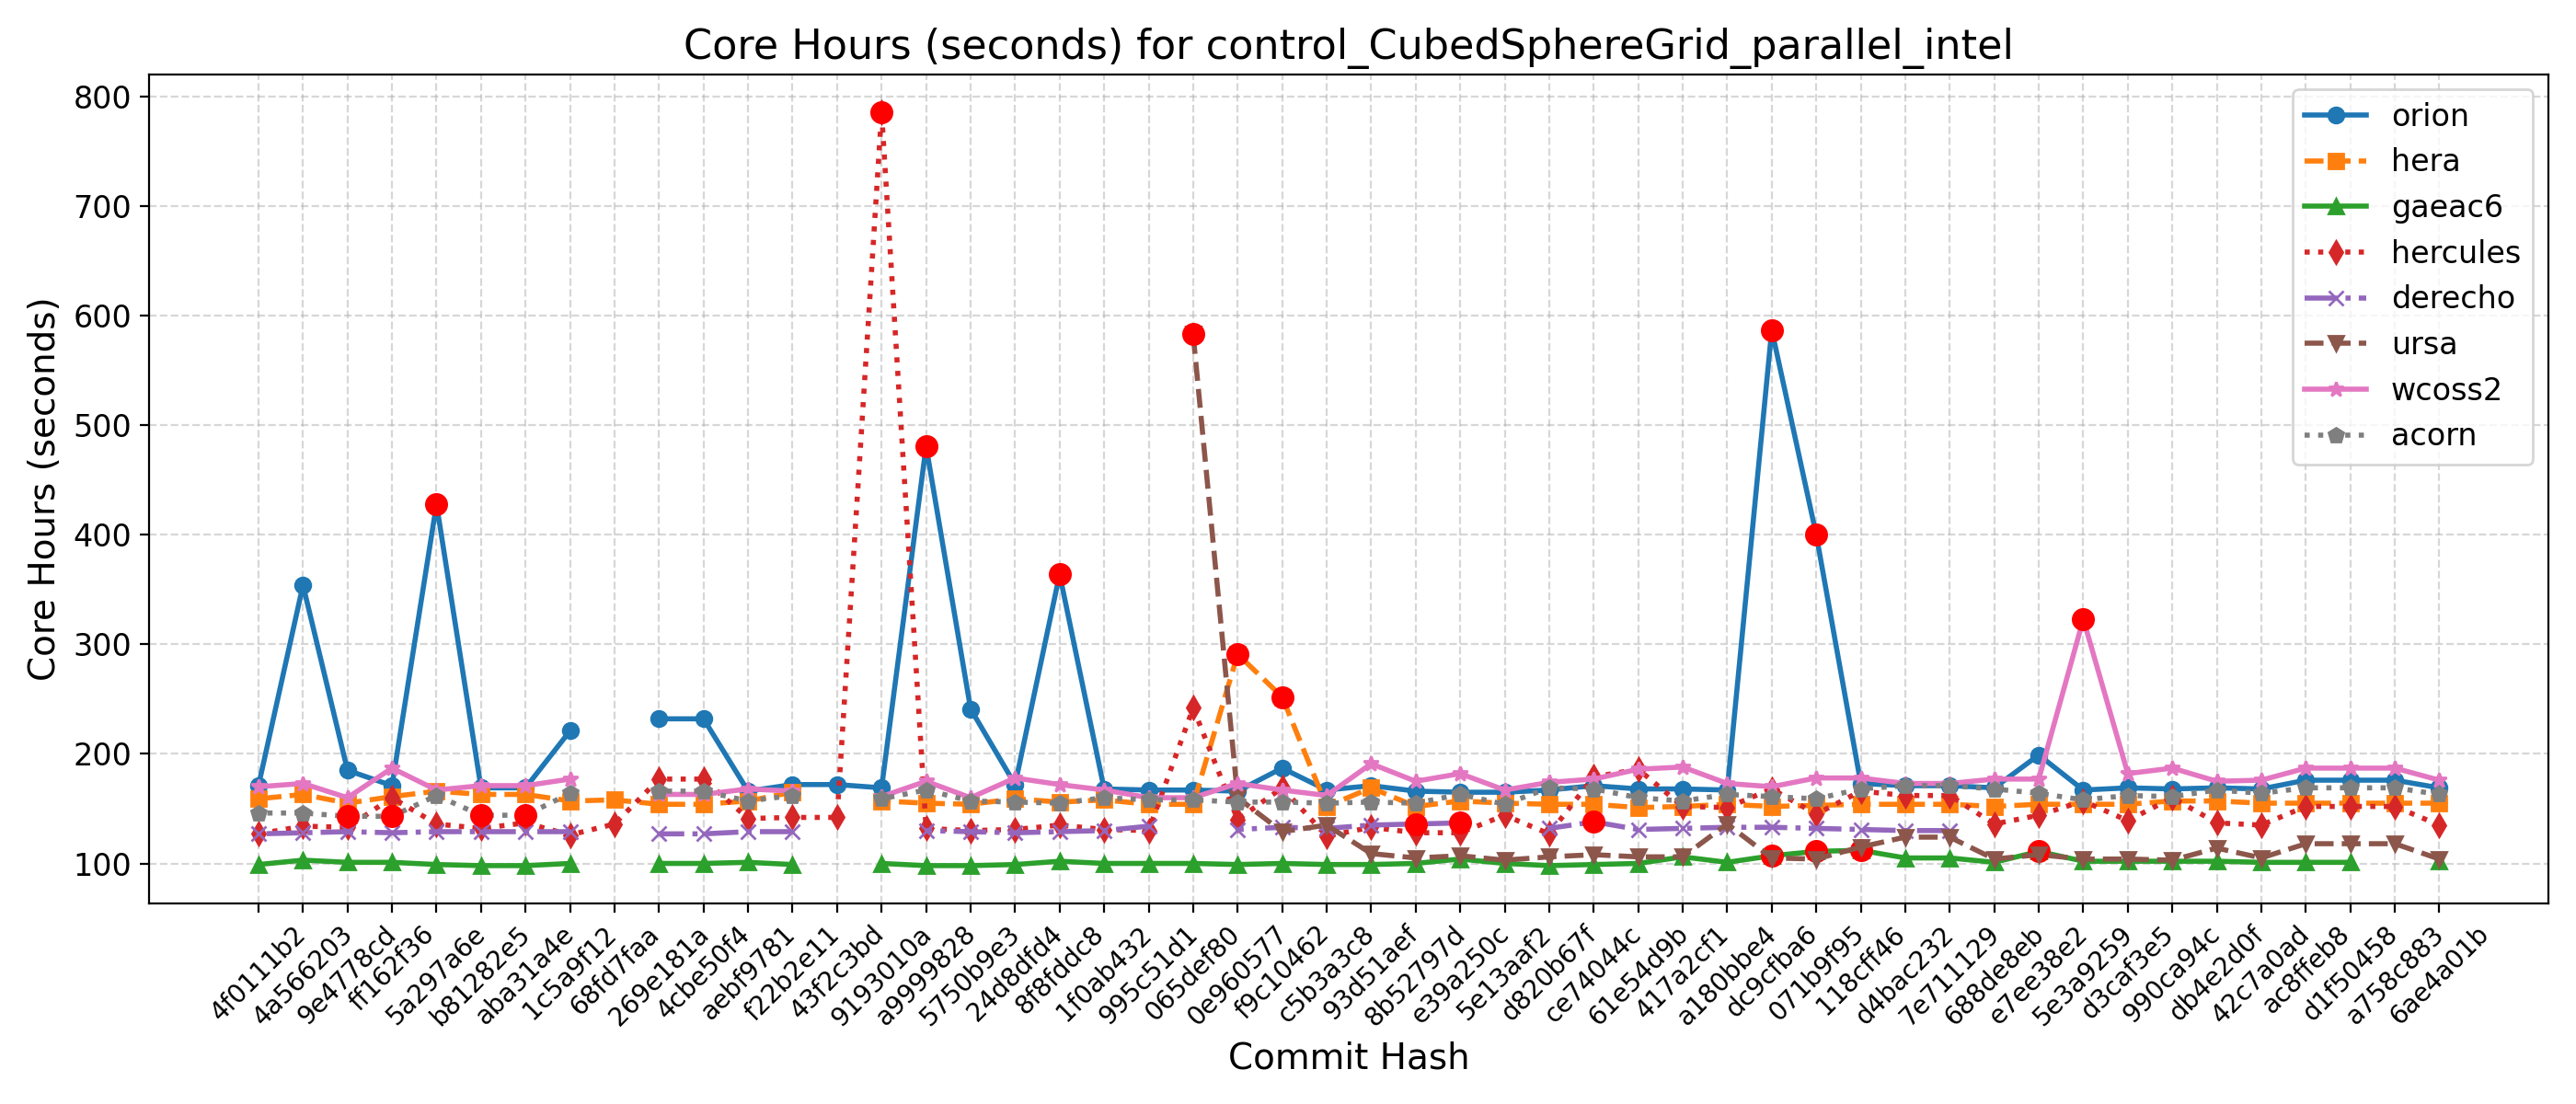 Core Hours (seconds) for control_CubedSphereGrid_parallel_intel
Core Hours (seconds)
800
700
600
500
400
300
200
100
orion
hera
gaeac6
hercules
derecho
ursa
wcoss2
acorn
4f0111b2
4a566203
9e4778cd
ff162f36
5a297a6e
b81282e5
aba31a4e
1c5a9f12
68fd7faa
269e181a
4cbe50f4
aebf9781
f22b2e11
43f2c3bd
9193010a
a9999828
5750b9e3
24d8dfd4
8f8fddc8
1f0ab432
995c51d1
065def80
0e960577
f9c10462
c5b3a3c8
93d51aef
8b52797d
e39a250c
5e13aaf2
d820b67f
ce74044c
61e54d9b
417a2cf1
a180bbe4
dc9cfba6
071b9f95
118cff46
d4bac232
7e711129
688de8eb
e7ee38e2
5e3a9259
d3caf3e5
990ca94c
db4e2d0f
42c7a0ad
ac8ffeb8
d1f50458
a758c883
6ae4a01b
Commit Hash